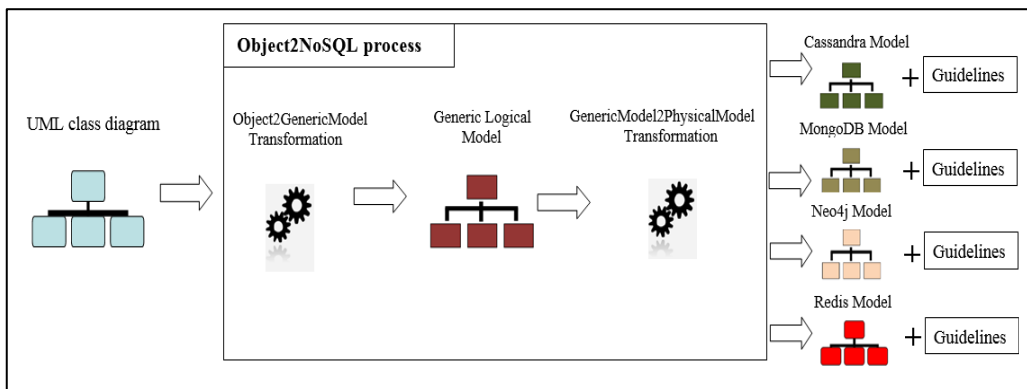 Object2NoSQL process
UML class diagram
Object2GenericModel
Transformation
Generic Logical
Model
GenericModel2PhysicalModel
Transformation
Cassandra Model
+ Guidelines
MongoDB Model
+ Guidelines
Neo4j Model
+ Guidelines
Redis Model
+ Guidelines